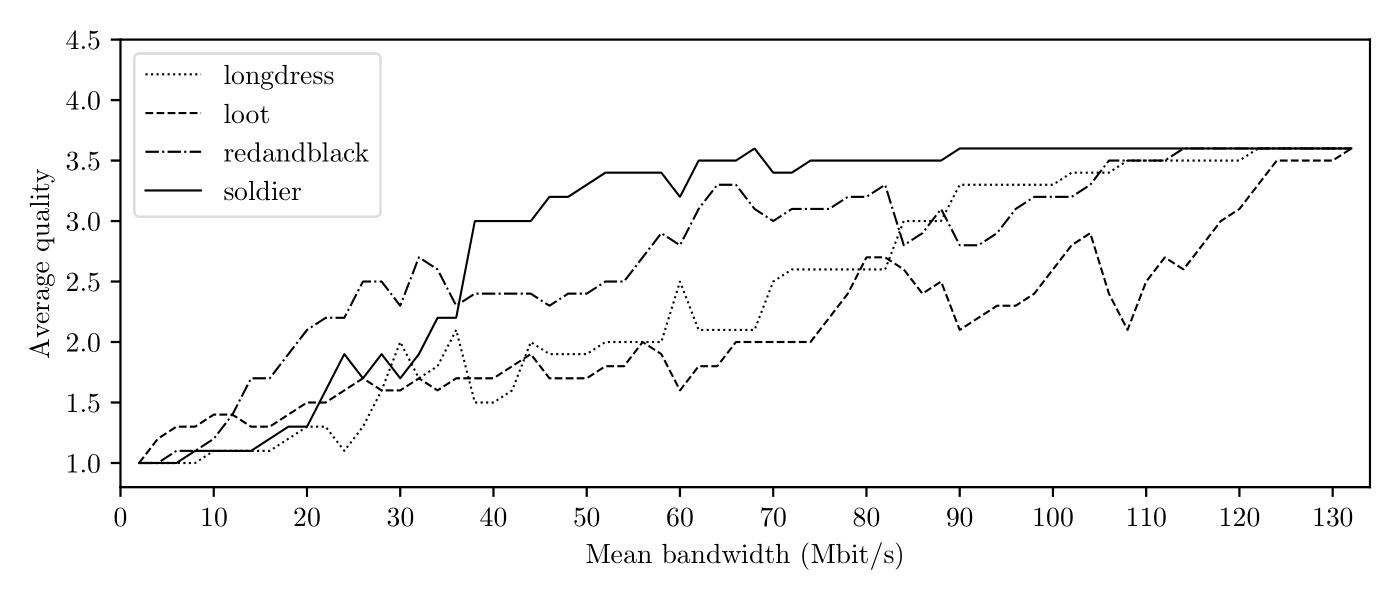 4.5
4.0
3.5
3.0
2.5
2.0
1.5
1.0
Average quality
longdress
loot
redandblack
soldier
0 10 20 30 40 50 60 70 80 90 100 110 120 130
Mean bandwidth (Mbit/s)